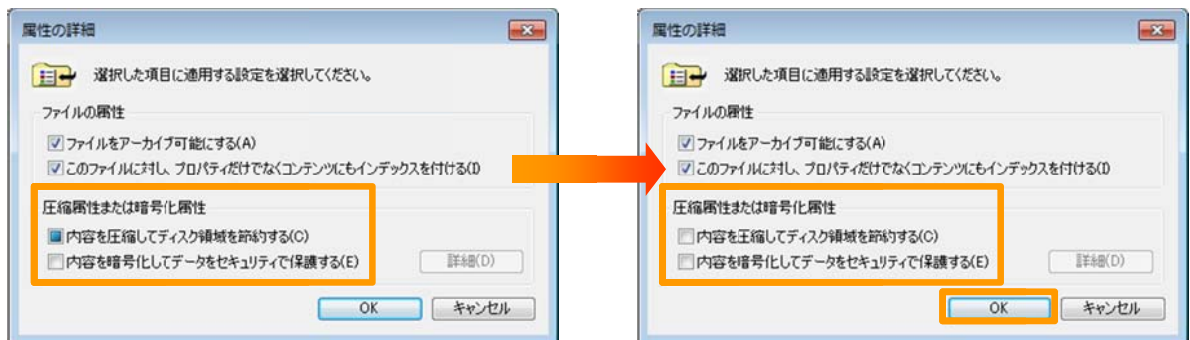 属性の詳細
選択した項目に適用する設定を選択してください。
ファイルの属性
ファイルをアーカイブ可能にする(A)
このファイルに対し、プロパティだけでなくコンテンツにもインデックスを付ける(I)
圧縮属性または暗号化属性
内容を圧縮してディスク領域を節約する(C)
内容を暗号化してデータをセキュリティで保護する(E)
詳細(D)
OK
キャンセル
属性の詳細
選択した項目に適用する設定を選択してください。
ファイルの属性
ファイルをアーカイブ可能にする(A)
このファイルに対し、プロパティだけでなくコンテンツにもインデックスを付ける(I)
圧縮属性または暗号化属性
内容を圧縮してディスク領域を節約する(C)
内容を暗号化してデータをセキュリティで保護する(E)
詳細(D)
OK
キャンセル